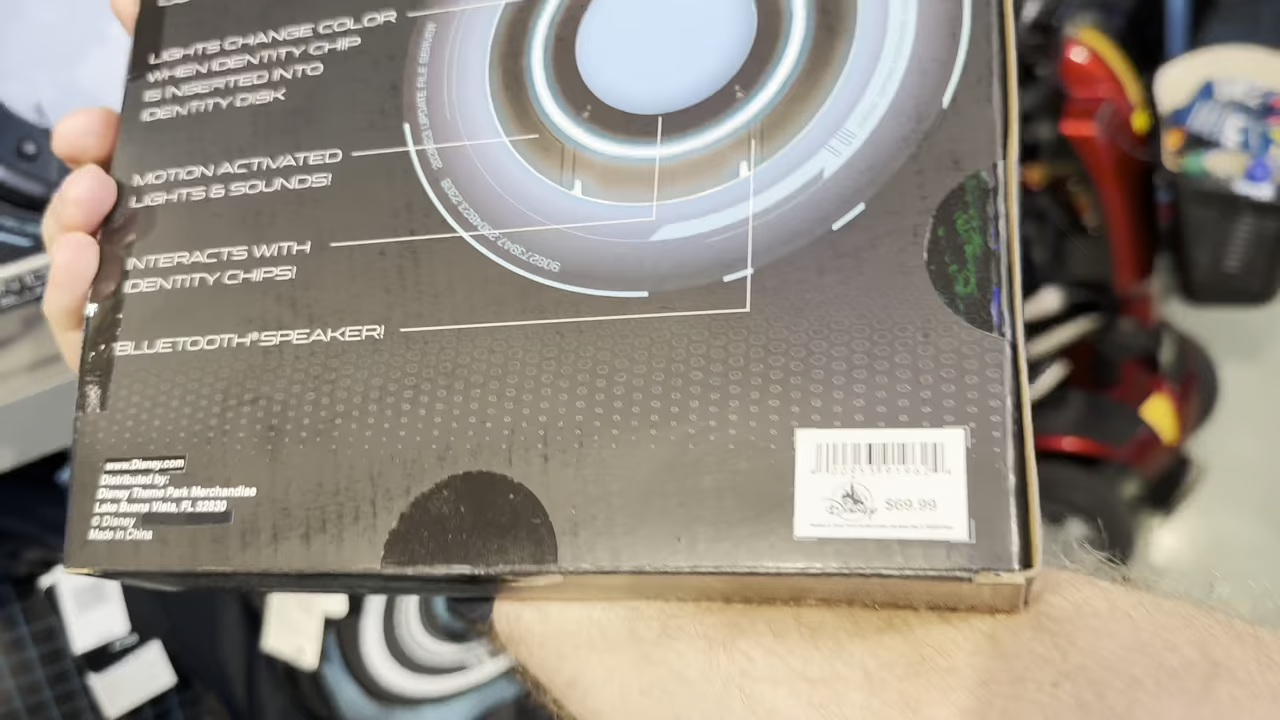 LIGHTS CHANGE COLOR
WHEN IDENTITY CHIP
IS INSERTED INTO
IDENTITY DISK
MOTION ACTIVATED
LIGHTS & SOUNDS!
INTERACTS WITH
IDENTITY CHIPS!
BLUETOOTH® SPEAKER!
www.Disney.com
Distributed by:
Disney Theme Park Merchandise
Lake Buena Vista, FL 32830
© Disney
Made in China
Disney
$69.99